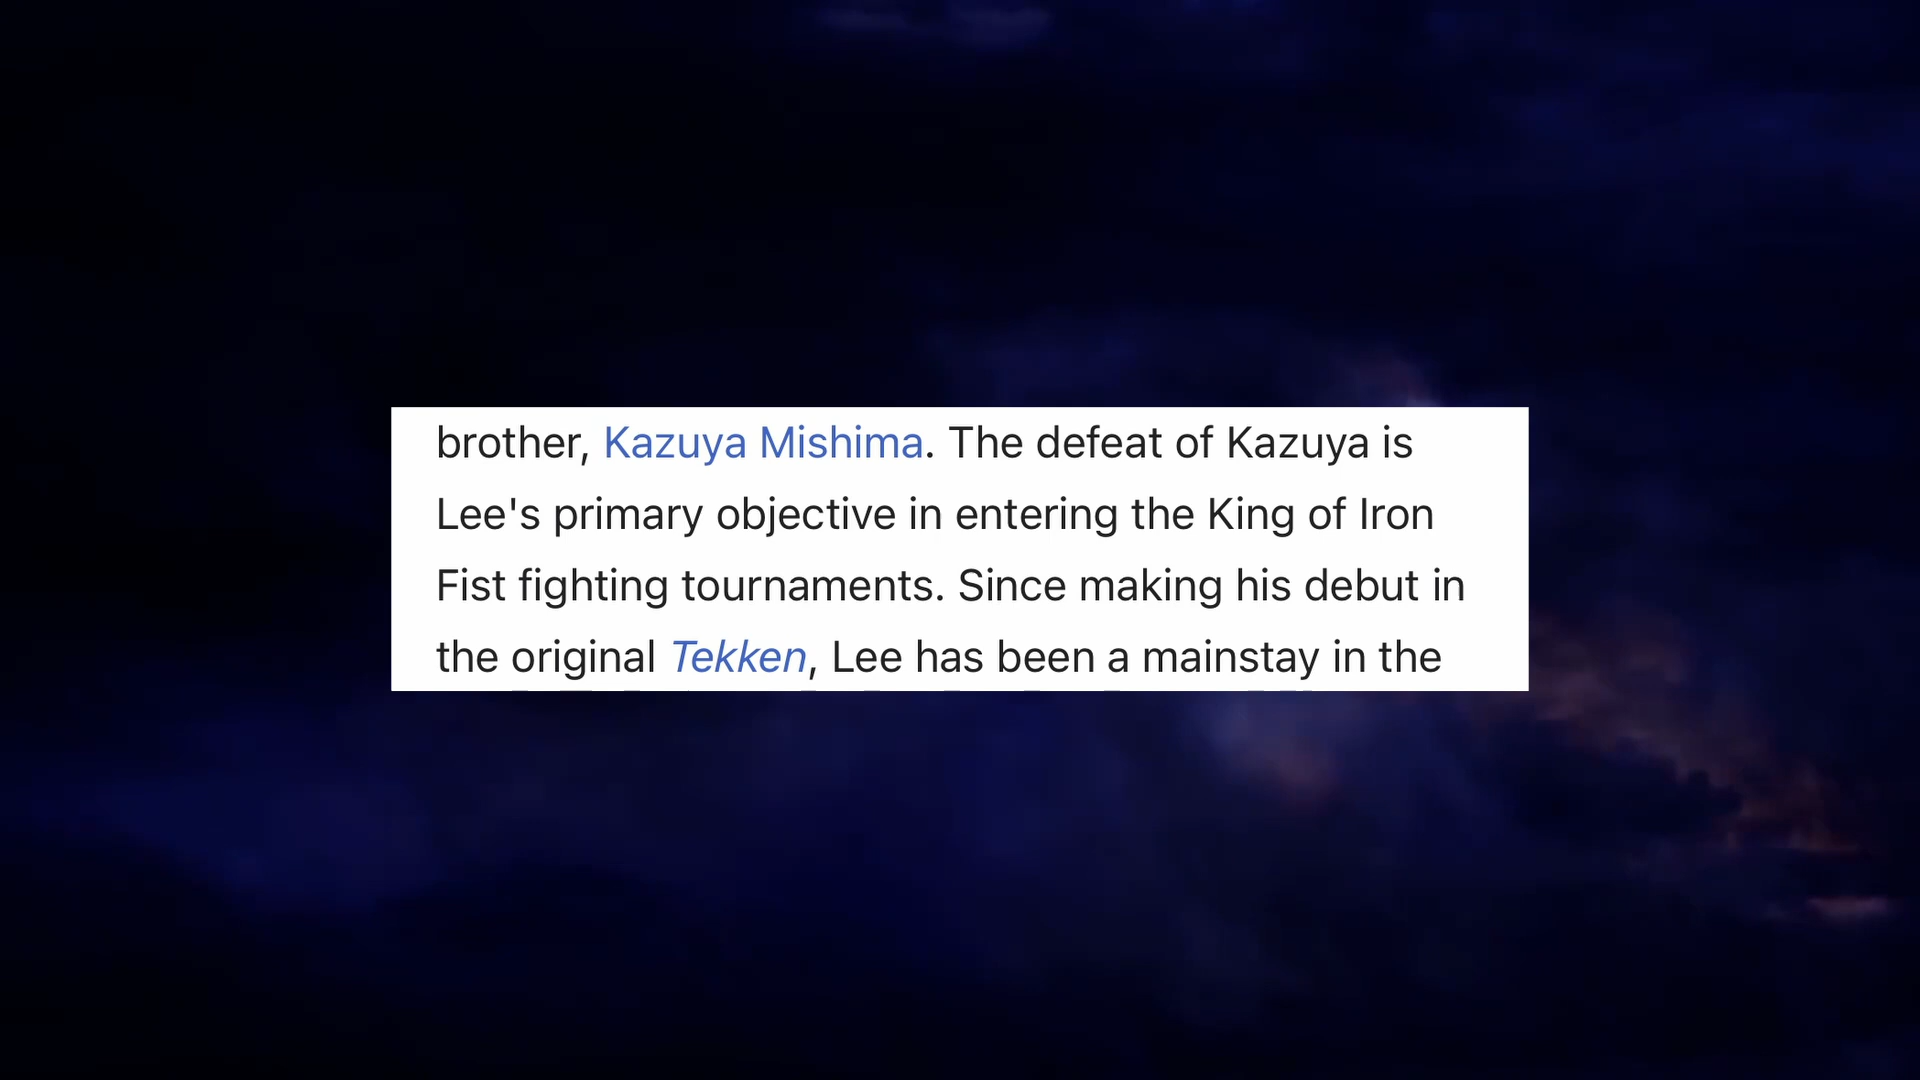 brother, Kazuya Mishima. The defeat of Kazuya is
Lee's primary objective in entering the King of Iron
Fist fighting tournaments. Since making his debut in
the original Tekken, Lee has been a mainstay in the